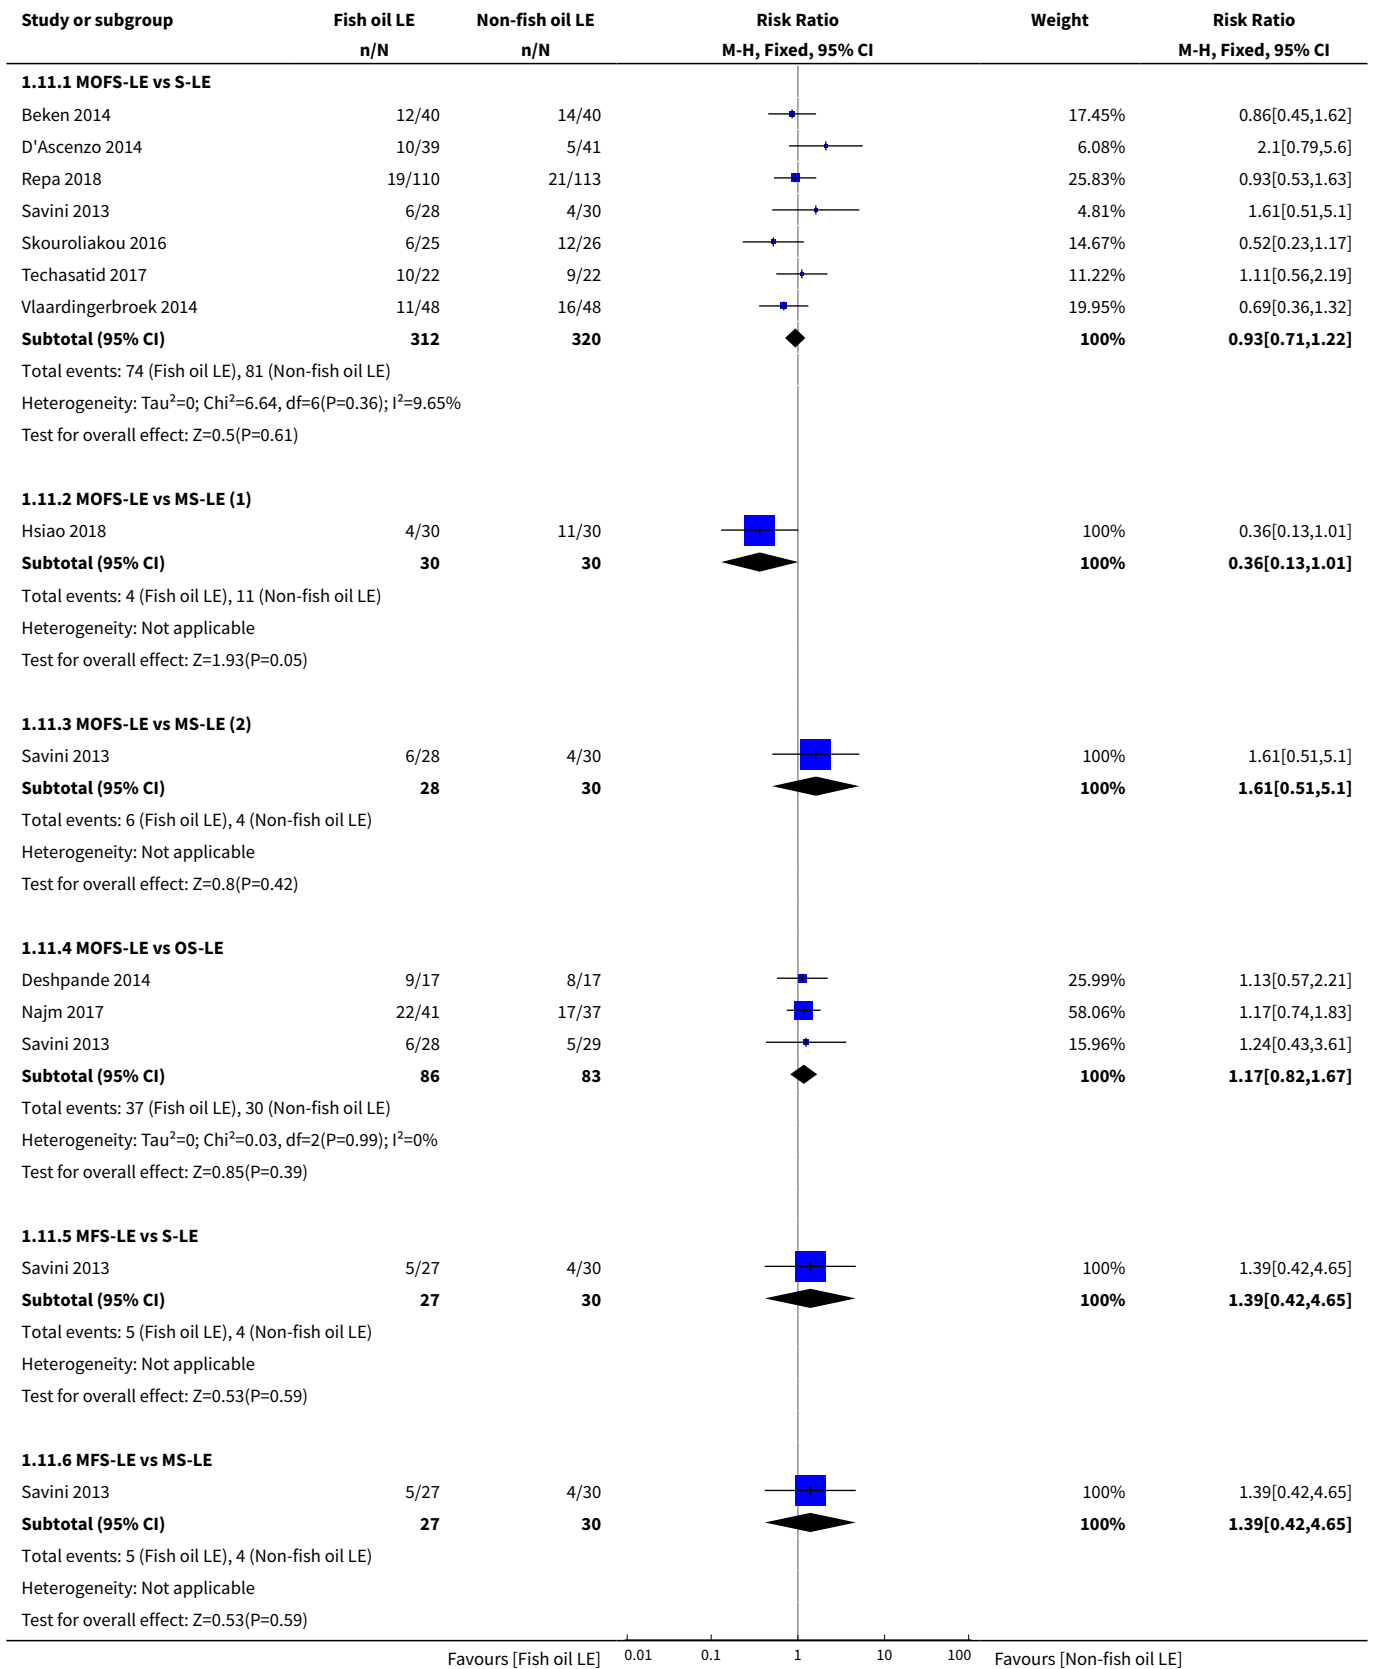 Study or subgroup Fish oil LE Non-fish oil LE Risk Ratio Weight Risk Ratio
n/N n/N M-H, Fixed, 95% CI M-H, Fixed, 95% CI
1.11.1 MOFS-LE vs S-LE
Beken 2014 12/40 14/40 17.45% 0.86[0.45,1.62]
D'Ascenzo 2014 10/39 5/41 6.08% 2.1[0.79,5.6]
Repa 2018 19/110 21/113 25.83% 0.93[0.53,1.63]
Savini 2013 6/28 4/30 4.81% 1.61[0.51,5.1]
Skouroliakou 2016 6/25 12/26 14.67% 0.52[0.23,1.17]
Techasatid 2017 10/22 9/22 11.22% 1.11[0.56,2.19]
Vlaardingerbroek 2014 11/48 16/48 19.95% 0.69[0.36,1.32]
Subtotal (95% CI) 312 320 100% 0.93[0.71,1.22]
Total events: 74 (Fish oil LE), 81 (Non-fish oil LE)
Heterogeneity: Tau²=0; Chi²=6.64, df=6(P=0.36); I²=9.65%
Test for overall effect: Z=0.5(P=0.61)
1.11.2 MOFS-LE vs MS-LE (1)
Hsiao 2018 4/30 11/30 100% 0.36[0.13,1.01]
Subtotal (95% CI) 30 30 100% 0.36[0.13,1.01]
Total events: 4 (Fish oil LE), 11 (Non-fish oil LE)
Heterogeneity: Not applicable
Test for overall effect: Z=1.93(P=0.05)
1.11.3 MOFS-LE vs MS-LE (2)
Savini 2013 6/28 4/30 100% 1.61[0.51,5.1]
Subtotal (95% CI) 28 30 100% 1.61[0.51,5.1]
Total events: 6 (Fish oil LE), 4 (Non-fish oil LE)
Heterogeneity: Not applicable
Test for overall effect: Z=0.8(P=0.42)
1.11.4 MOFS-LE vs OS-LE
Deshpande 2014 9/17 8/17 25.99% 1.13[0.57,2.21]
Najm 2017 22/41 17/37 58.06% 1.17[0.74,1.83]
Savini 2013 6/28 5/29 15.96% 1.24[0.43,3.61]
Subtotal (95% CI) 86 83 100% 1.17[0.82,1.67]
Total events: 37 (Fish oil LE), 30 (Non-fish oil LE)
Heterogeneity: Tau²=0; Chi²=0.03, df=2(P=0.99); I²=0%
Test for overall effect: Z=0.85(P=0.39)
1.11.5 MFS-LE vs S-LE
Savini 2013 5/27 4/30 100% 1.39[0.42,4.65]
Subtotal (95% CI) 27 30 100% 1.39[0.42,4.65]
Total events: 5 (Fish oil LE), 4 (Non-fish oil LE)
Heterogeneity: Not applicable
Test for overall effect: Z=0.53(P=0.59)
1.11.6 MFS-LE vs MS-LE
Savini 2013 5/27 4/30 100% 1.39[0.42,4.65]
Subtotal (95% CI) 27 30 100% 1.39[0.42,4.65]
Total events: 5 (Fish oil LE), 4 (Non-fish oil LE)
Heterogeneity: Not applicable
Test for overall effect: Z=0.53(P=0.59)
Favours [Fish oil LE] 0.01 0.1 1 10 100 Favours [Non-fish oil LE]